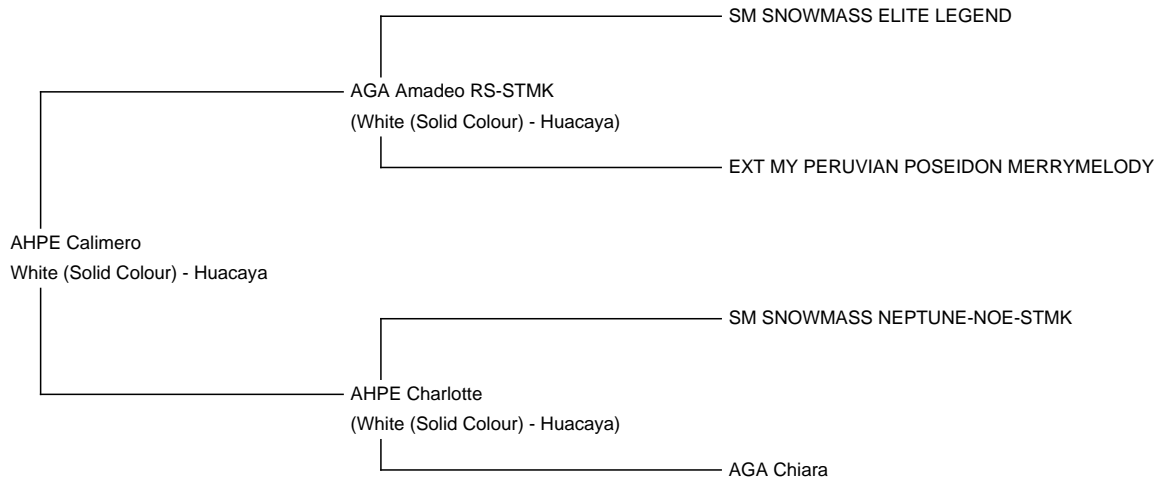 SM SNOWMASS ELITE LEGEND
AGA Amadeo RS-STMK
(White (Solid Colour) - Huacaya)
EXT MY PERUVIAN POSEIDON MERRYMELODY
AHPE Calimero
White (Solid Colour) - Huacaya
SM SNOWMASS NEPTUNE-NOE-STMK
AHPE Charlotte
(White (Solid Colour) - Huacaya)
AGA Chiara